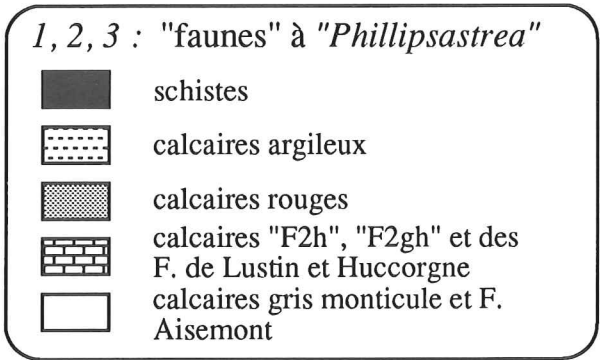 1, 2, 3 : "faunes" à "Phillipsastrea"
schistes
calcaires argileux
calcaires rouges
calcaires "F2h", "F2gh" et des
F. de Lustin et Huccorgne
calcaires gris monticule et F.
Aisemont